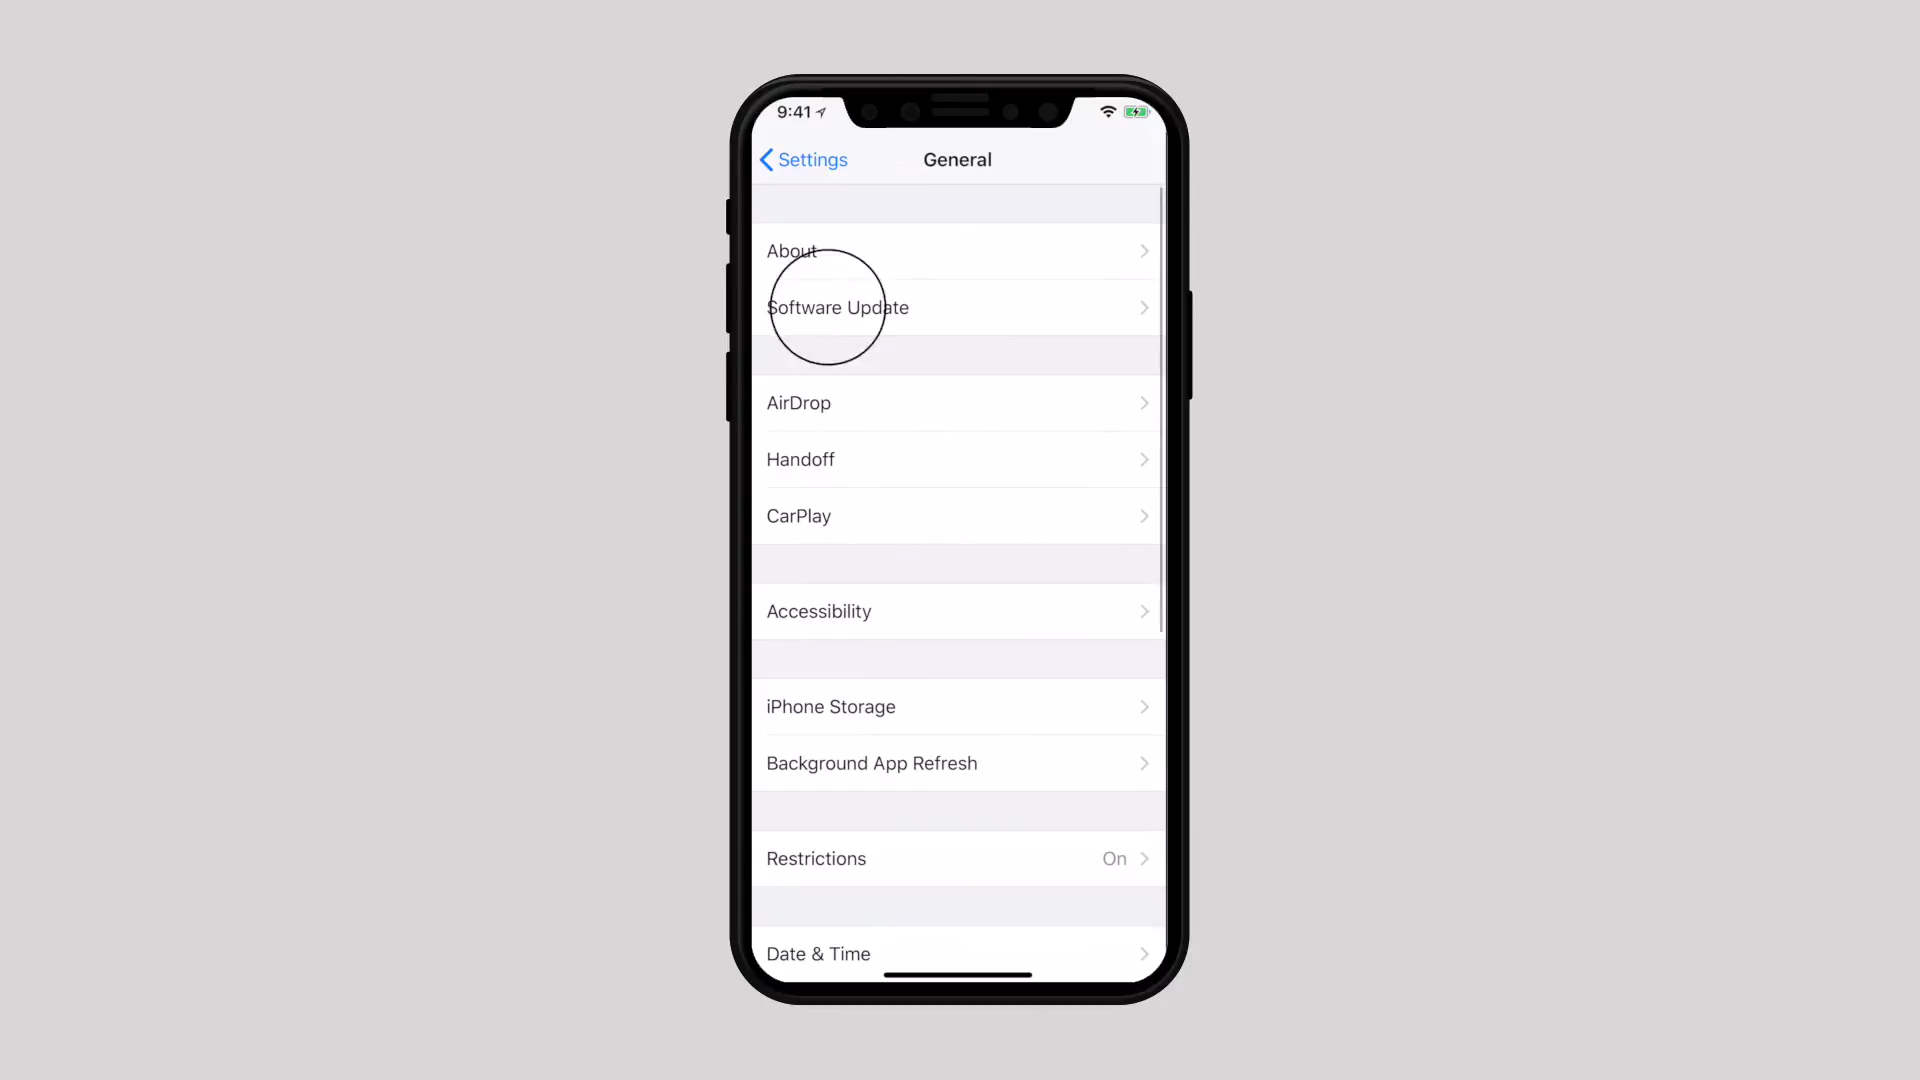 9:41
Settings
General
About
Software Update
AirDrop
Handoff
CarPlay
Accessibility
iPhone Storage
Background App Refresh
Restrictions On
Date & Time